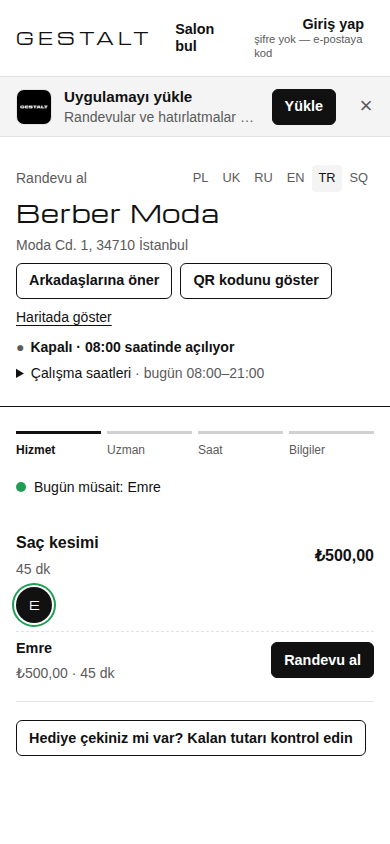 GESTALT
Salon bul
Giriş yap
şifre yok — e-postaya kod
GESTALT
Uygulamayı yükle
Randevular ve hatırlatmalar …
Yükle
×
Randevu al
PL UK RU EN TR SQ
Berber Moda
Moda Cd. 1, 34710 İstanbul
Arkadaşlarına öner
QR kodunu göster
Haritada göster
● Kapalı · 08:00 saatinde açılıyor
▶ Çalışma saatleri · bugün 08:00–21:00
Hizmet Uzman Saat Bilgiler
Bugün müsait: Emre
Saç kesimi
45 dk
₺500,00
E
Emre
₺500,00 · 45 dk
Randevu al
Hediye çekiniz mi var? Kalan tutarı kontrol edin